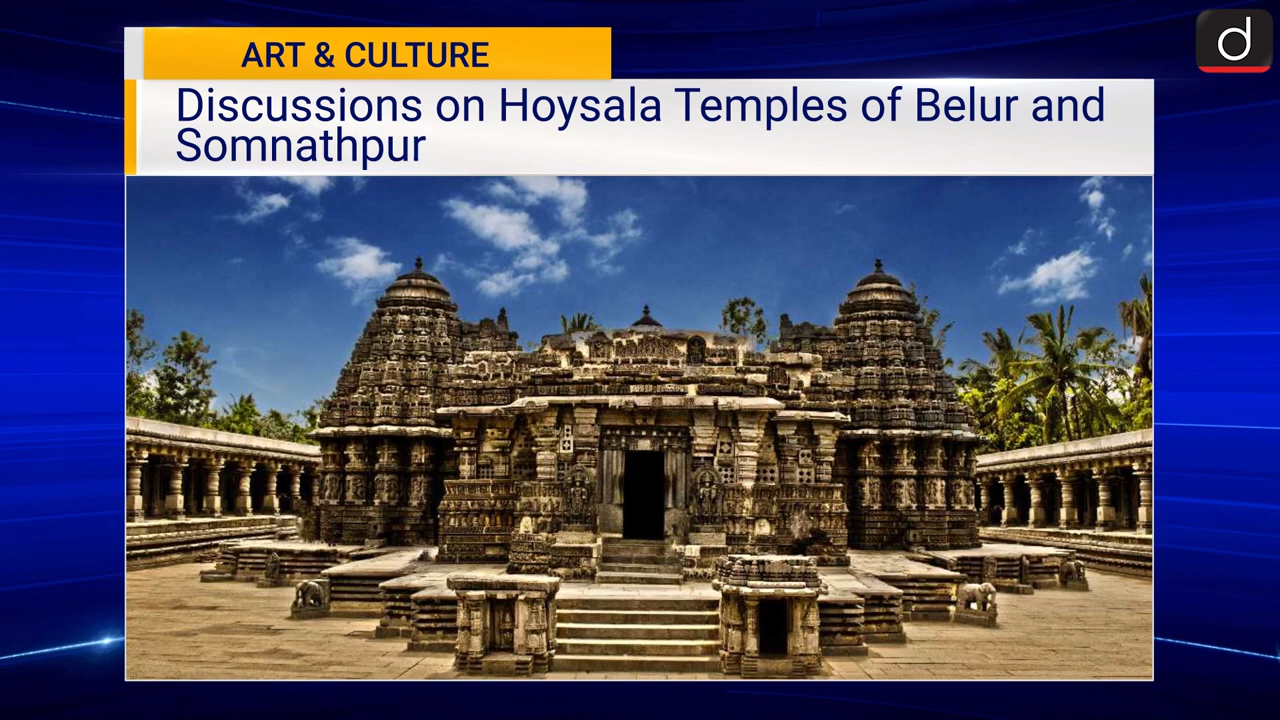 d
ART & CULTURE
Discussions on Hoysala Temples of Belur and
Somnathpur